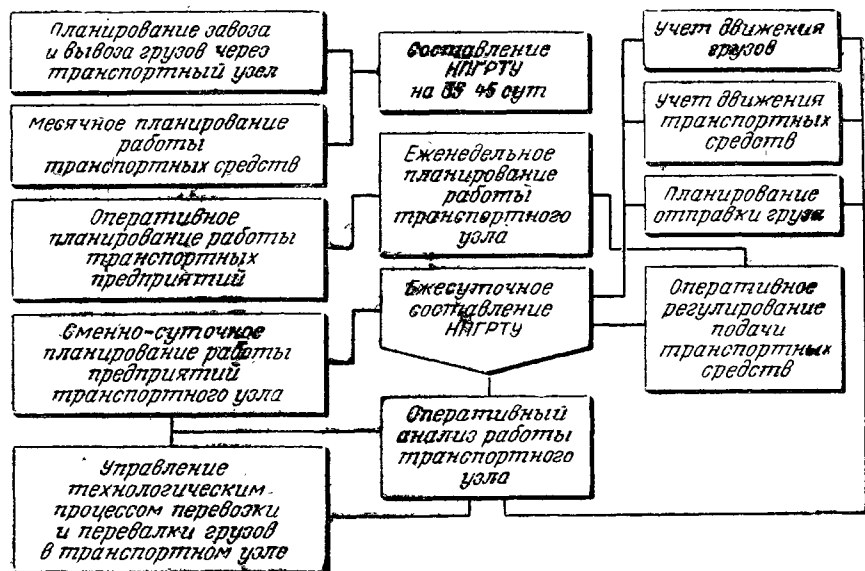 Планирование завоза
и вывоза грузов через
транспортный узел
Месячное планирование
работы
транспортных средств
Оперативное
планирование работы
транспортных
предприятий
Сменно-суточное
планирование работы
предприятий
транспортного узла
Управление
технологическим
процессом перевозки
и перевалки грузов
в транспортном узле
Составление
НПГРТУ
на 45 сут
Еженедельное
планирование
работы
транспортного
узла
Ежесуточное
составление
НПГРТУ
Оперативный
анализ работы
транспортного
узла
Учет движения
грузов
Учет движения
транспортных
средств
Планирование
отправки груза
Оперативное
регулирование
подачи
транспортных
средств